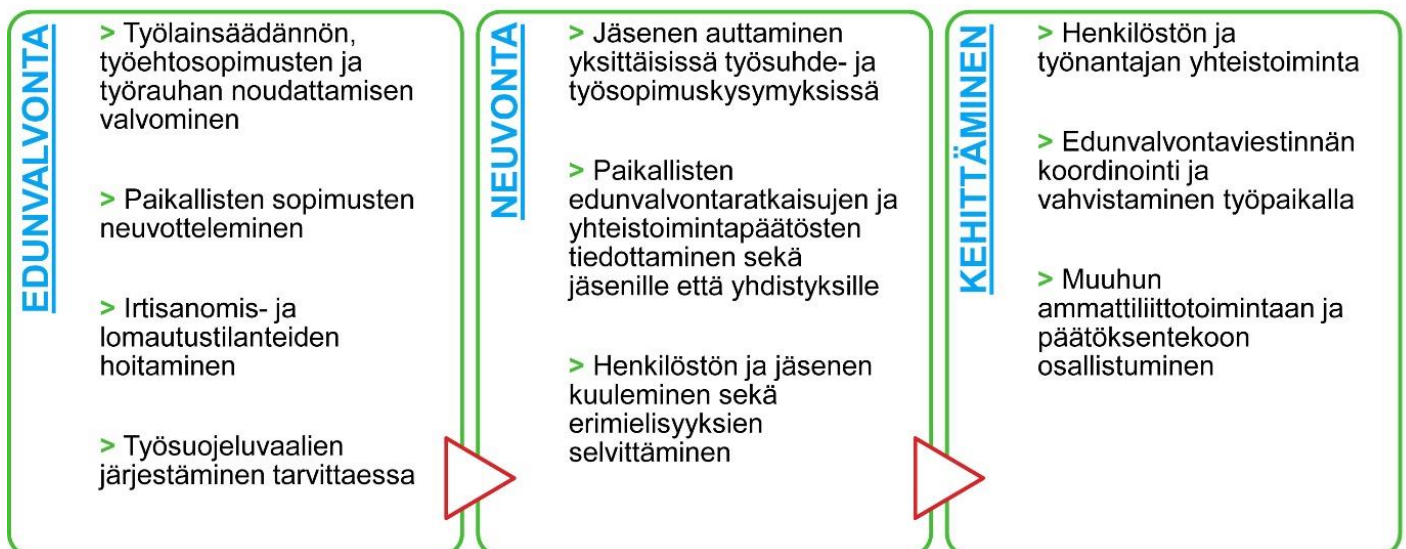 EDUNVALVONTA
> Työlainsäädännön,
työehtosopimusten ja
työrauhan noudattamisen
valvominen
> Paikallisten sopimusten
neuvotteleminen
> Irtisanomis- ja
lomautustilanteiden
hoitaminen
> Työsuojeluvaalien
järjestäminen tarvittaessa
NEUVONTA
> Jäsenen auttaminen
yksittäisissä työsuhde- ja
työsopimuskysymyksissä
> Paikallisten
edunvalvontaratkaisujen ja
yhteistoimintapäätösten
tiedottaminen sekä
jäsenille että yhdistyksille
> Henkilöstön ja jäsenen
kuuleminen sekä
erimielisyyksien
selvittäminen
KEHITTÄMINEN
> Henkilöstön ja
työnantajan yhteistoiminta
> Edunvalvontaviestinnän
koordinointi ja
vahvistaminen työpaikalla
> Muuhun
ammattiliittotoimintaan ja
päätöksentekoon
osallistuminen